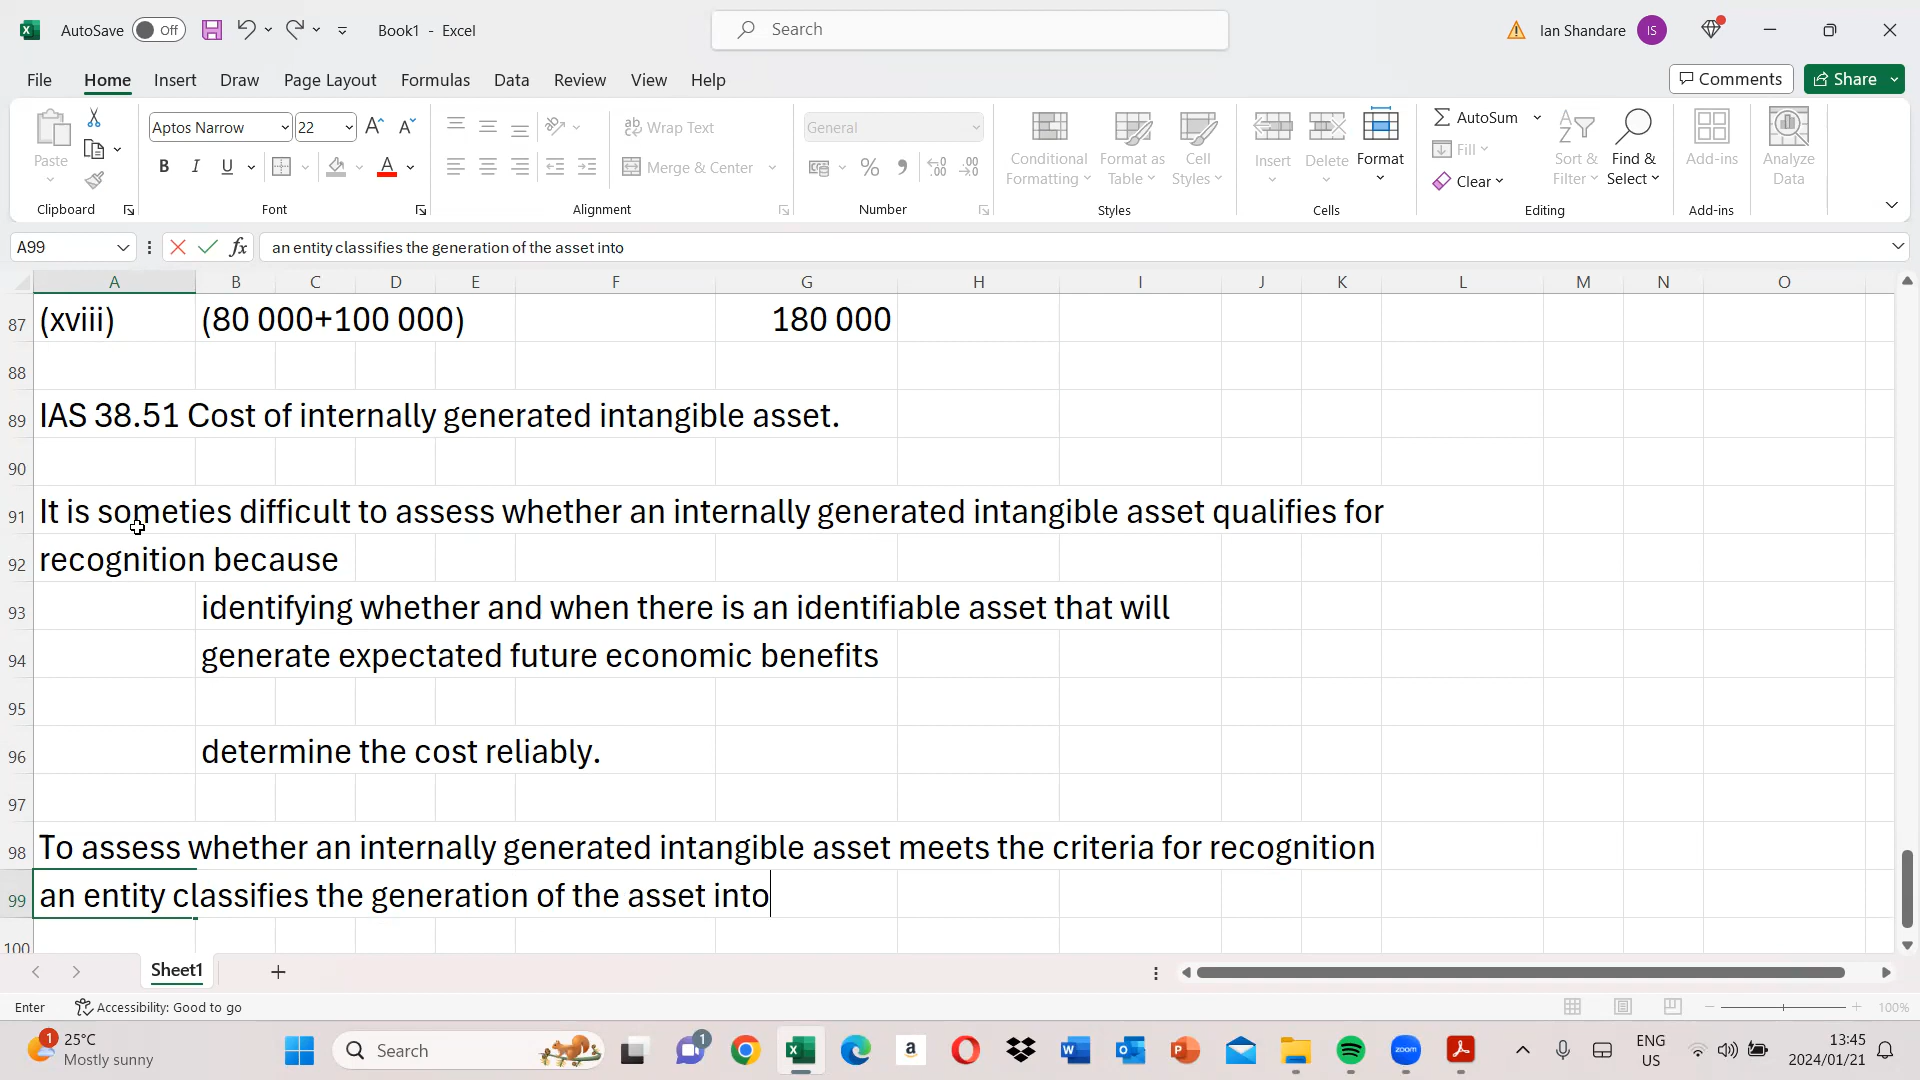 AutoSave Off Book1 - Excel Search Ian Shandare IS
File Home Insert Draw Page Layout Formulas Data Review View Help Comments Share
Paste Aptos Narrow 22 Wrap Text General Conditional Formatting Format as Table Cell Styles Insert Delete Format AutoSum Sort & Filter Find & Select Add-ins Analyze Data
B I U Merge & Center % Fill
Clear
Clipboard Font Alignment Number Styles Cells Editing Add-ins
A99 fx an entity classifies the generation of the asset into
A B C D E F G H I J K L M N O
87 (xviii) (80 000+100 000) 180 000
88
89 IAS 38.51 Cost of internally generated intangible asset.
90
91 It is someties difficult to assess whether an internally generated intangible asset qualifies for
92 recognition because
93 identifying whether and when there is an identifiable asset that will
94 generate expectated future economic benefits
95
96 determine the cost reliably.
97
98 To assess whether an internally generated intangible asset meets the criteria for recognition
99 an entity classifies the generation of the asset into
100
Sheet1
Enter Accessibility: Good to go 100%
1 25°C Search 1 a zoom ENG 13:45
Mostly sunny US 2024/01/21